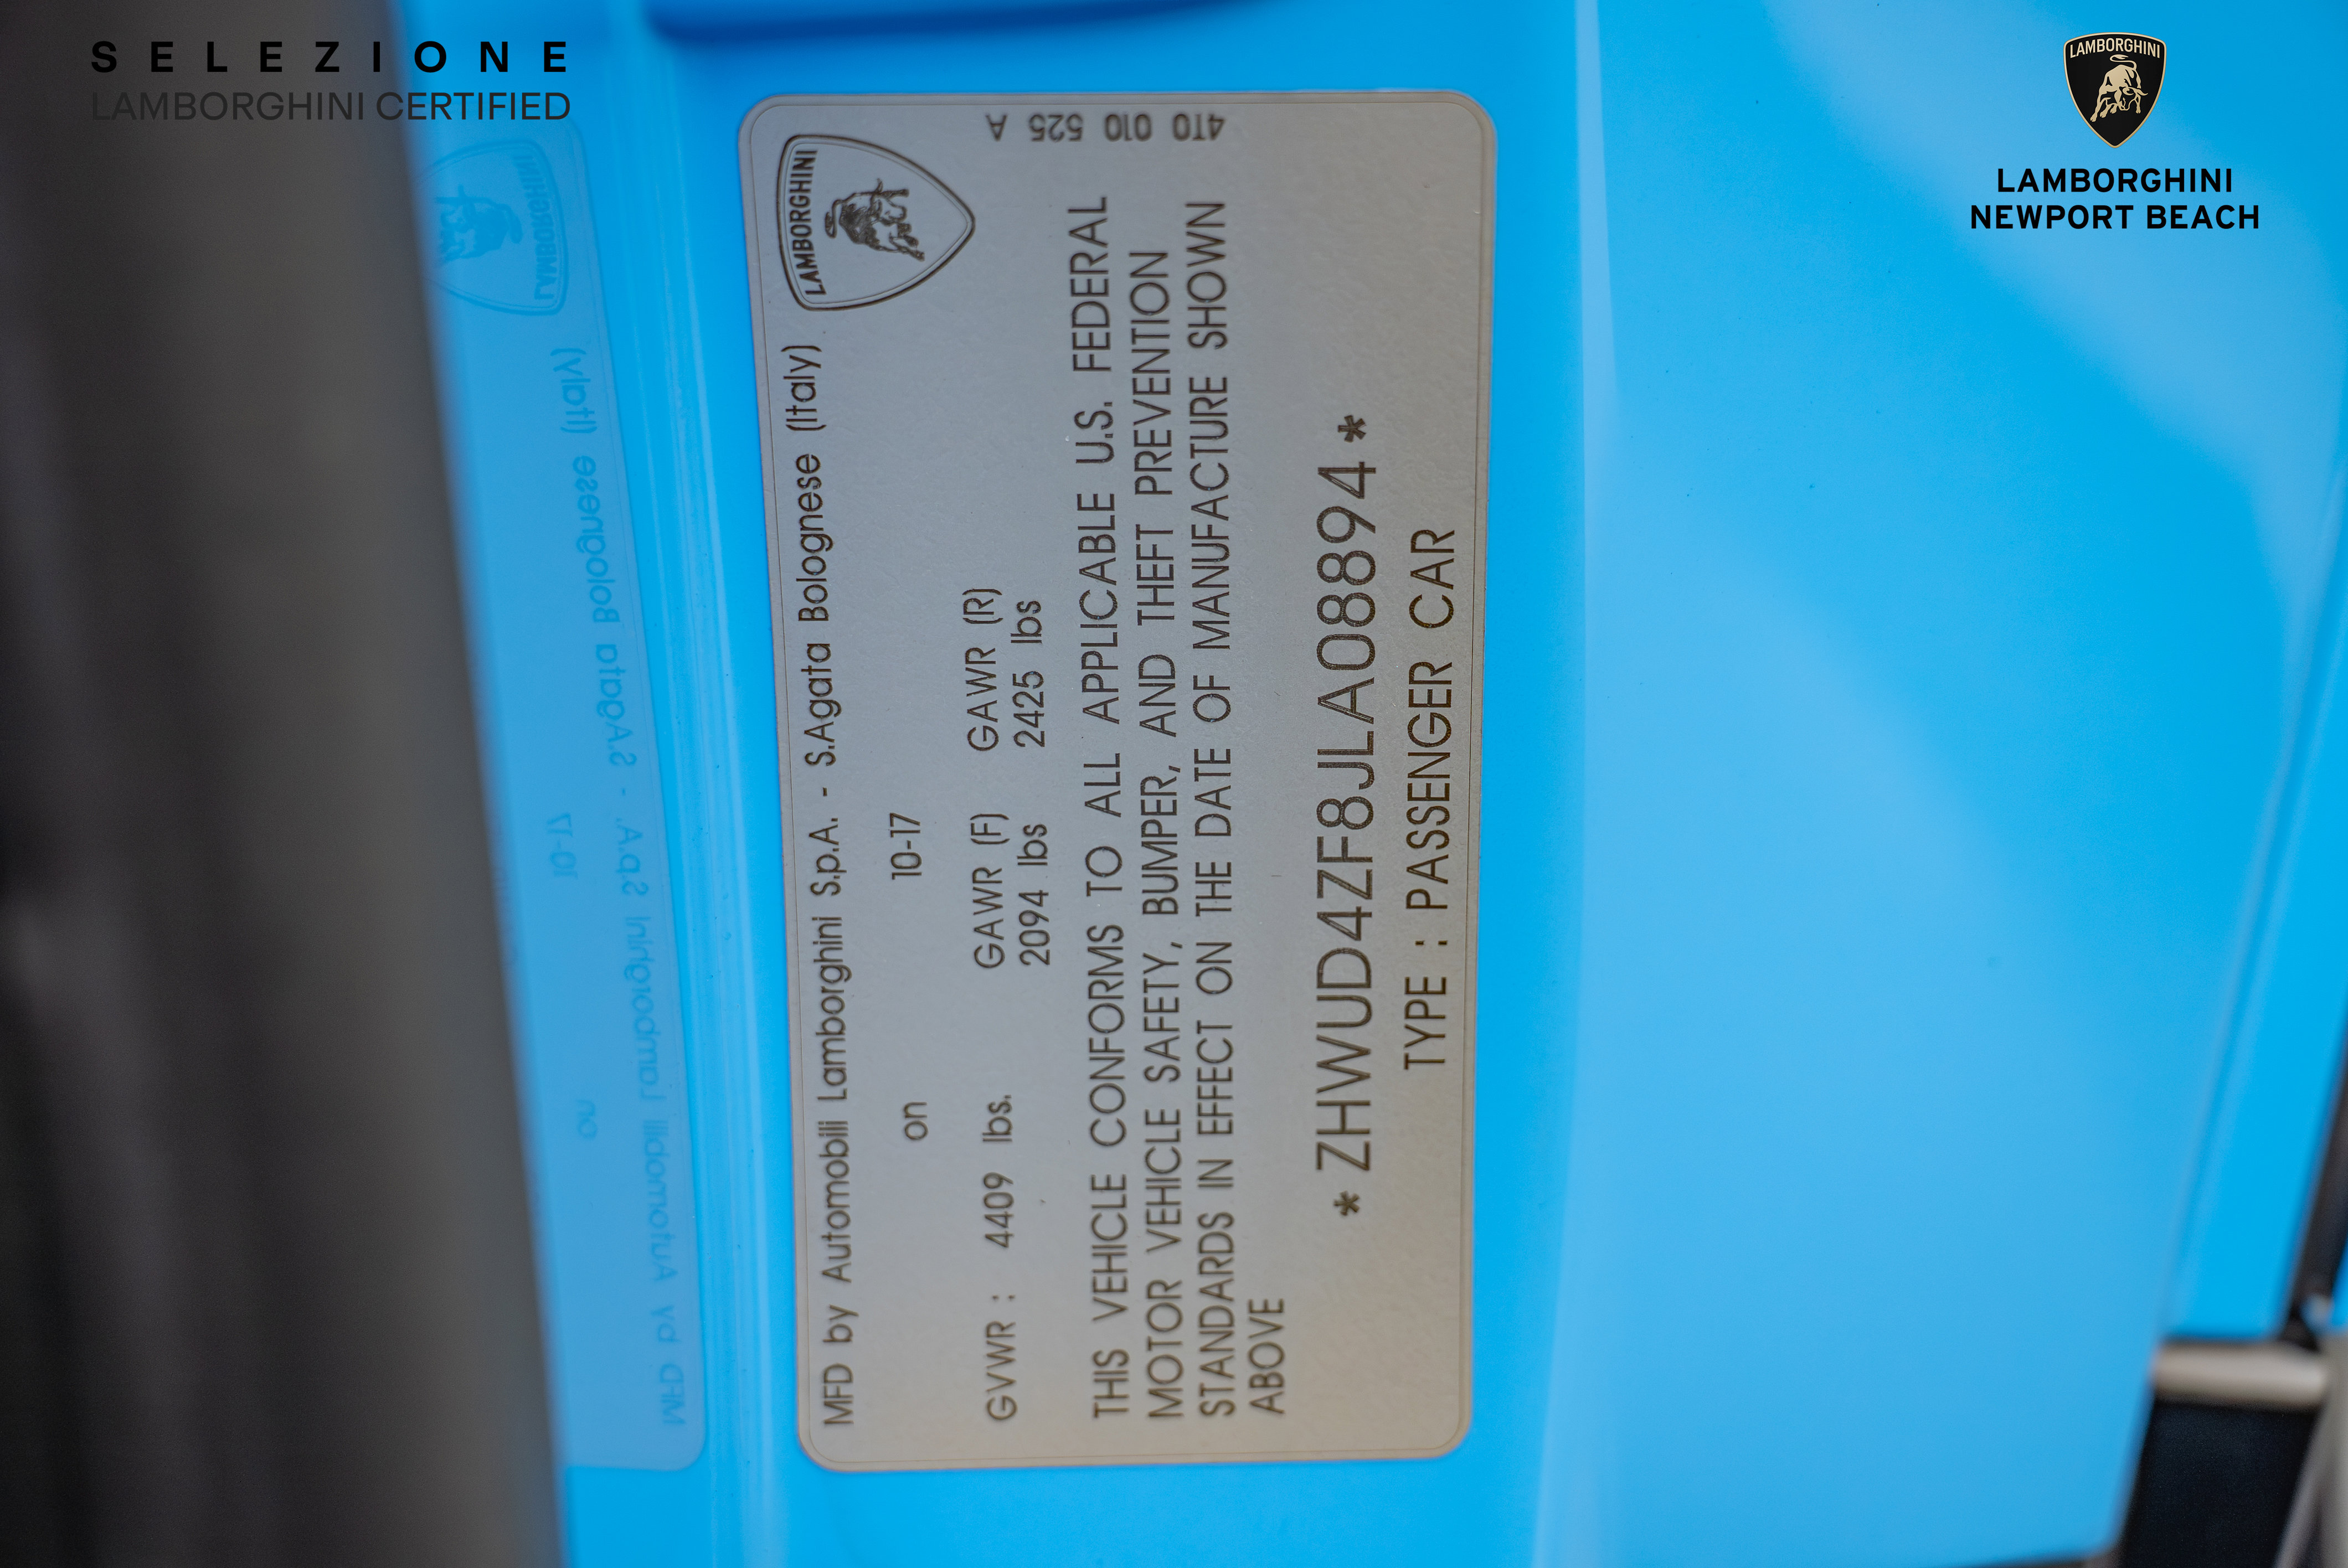 SELEZIONE
LAMBORGHINI CERTIFIED
LAMBORGHINI
LAMBORGHINI
NEWPORT BEACH
LAMBORGHINI
4T0 010 525 A
MFD by Automobili Lamborghini S.p.A. - S.Agata Bolognese (Italy)
on 10-17
GVWR : 4409 lbs. GAWR (F) GAWR (R)
2094 lbs 2425 lbs
THIS VEHICLE CONFORMS TO ALL APPLICABLE U.S. FEDERAL
MOTOR VEHICLE SAFETY, BUMPER, AND THEFT PREVENTION
STANDARDS IN EFFECT ON THE DATE OF MANUFACTURE SHOWN
ABOVE
* ZHWUD4ZF8JLA08894 *
TYPE : PASSENGER CAR